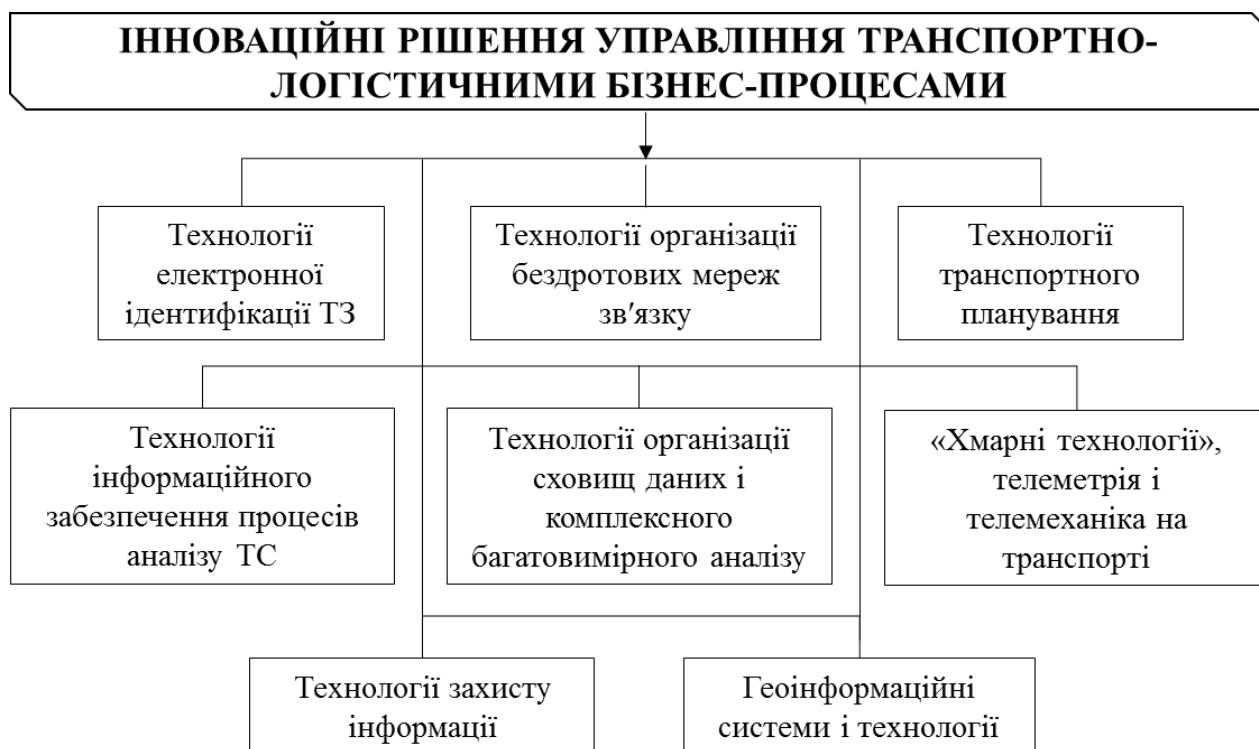 ІННОВАЦІЙНІ РІШЕННЯ УПРАВЛІННЯ ТРАНСПОРТНО-
ЛОГІСТИЧНИМИ БІЗНЕС-ПРОЦЕСАМИ
Технології
електронної
ідентифікації ТЗ
Технології організації
бездротових мереж
зв′язку
Технології
транспортного
планування
Технології
інформаційного
забезпечення процесів
аналізу ТС
Технології організації
сховищ даних і
комплексного
багатовимірного аналізу
«Хмарні технології»,
телеметрія і
телемеханіка на
транспорті
Технології захисту
інформації
Геоінформаційні
системи і технології